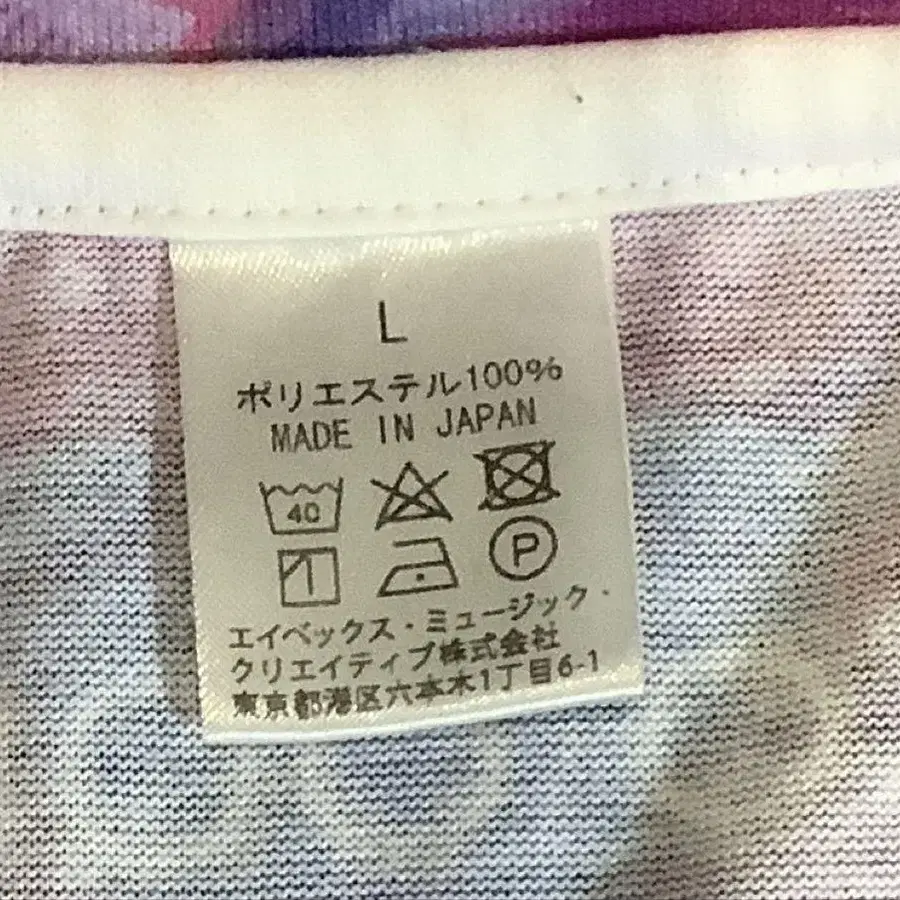 L
ポリエステル100%
MADE IN JAPAN
40
P
エイベックス・ミュージック・
クリエイティブ株式会社
東京都港区六本木1丁目6-1